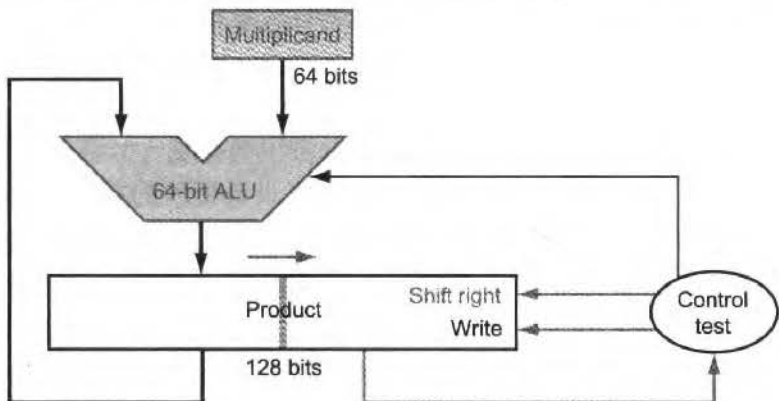 Multiplicand
64 bits
64-bit ALU
Product
Shift right
Write
128 bits
Control
test